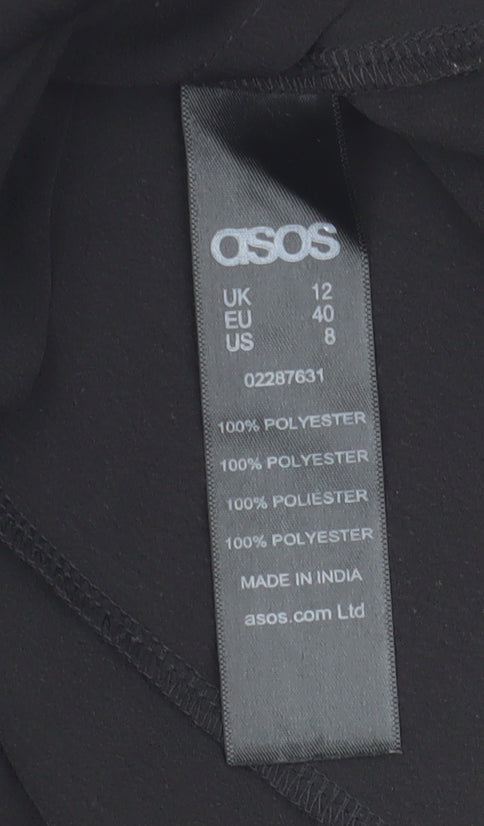 asos
UK 12
EU 40
US 8
02287631
100% POLYESTER
100% POLYESTER
100% POLIESTER
100% POLYESTER
MADE IN INDIA
asos.com Ltd